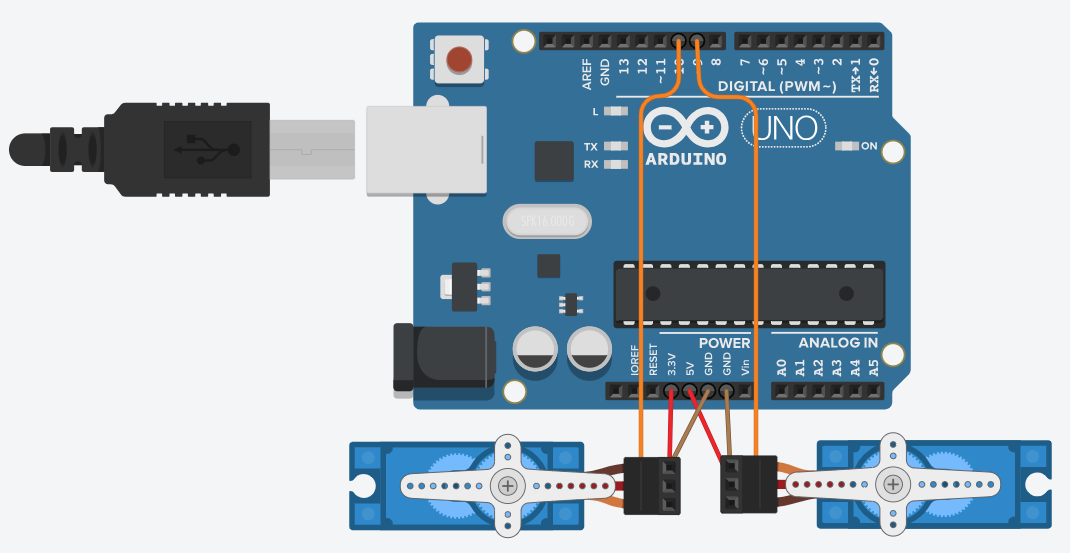 AREF
GND
13
12
~11
10
9
8
7
~6
~5
4
~3
2
TX→1
RX←0
DIGITAL (PWM~)
L
TX
RX
ARDUINO
UNO
ON
SPK16.000G
POWER
ANALOG IN
IOREF
RESET
3.3V
5V
GND
GND
Vin
A0
A1
A2
A3
A4
A5